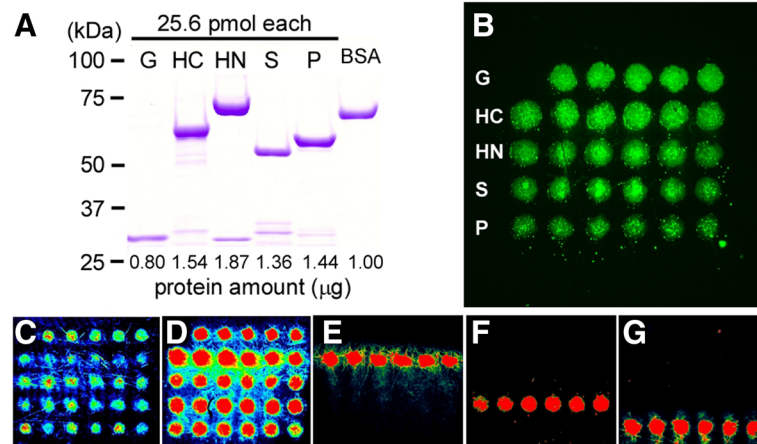 A
25.6 pmol each
(kDa)
G HC HN S P BSA
100
75
50
37
25
0.80 1.54 1.87 1.36 1.44 1.00
protein amount (μg)
B
G
HC
HN
S
P
C D E F G